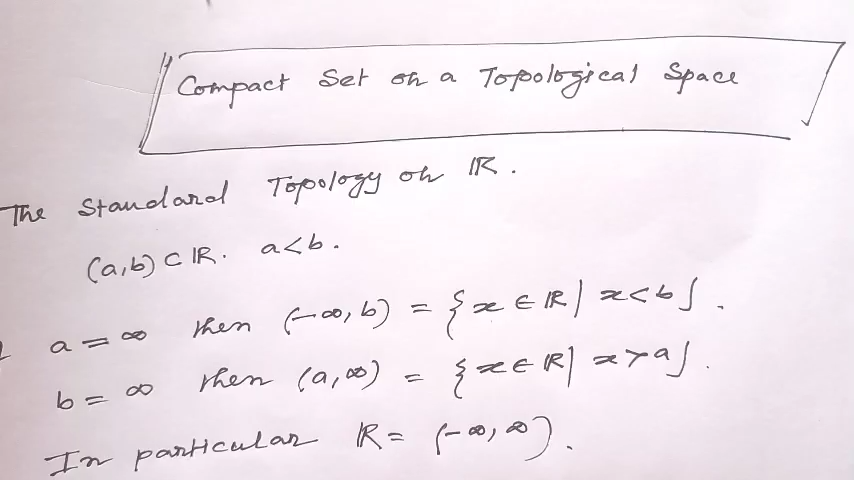 Compact Set on a Topological Space
The Standard Topology on ℝ.
(a,b) ⊂ ℝ. a<b.
a = ∞ then (-∞, b) = {x ∈ ℝ | x < b}.
b = ∞ then (a, ∞) = {x ∈ ℝ | x > a}.
In particular ℝ = (-∞, ∞).